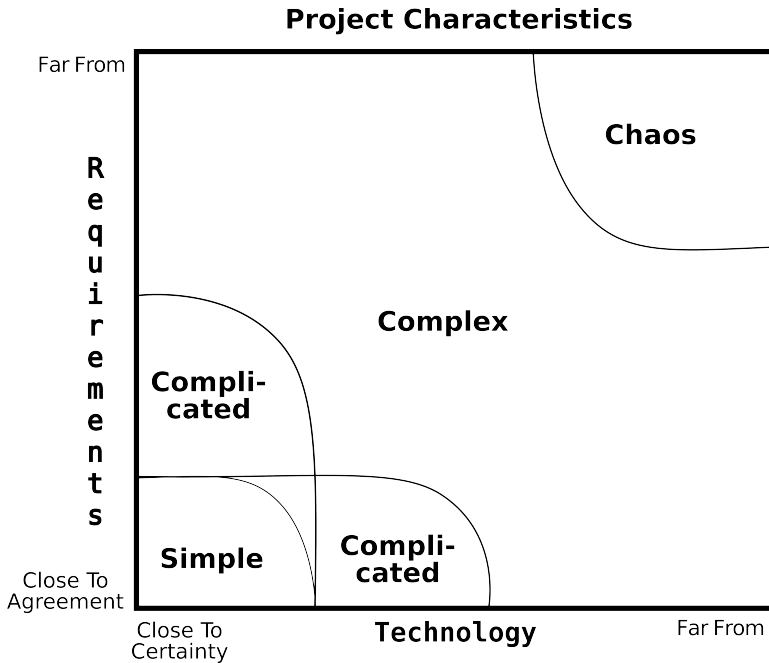 Project Characteristics
Far From
Requirements
Chaos
Complex
Compli-
cated
Simple
Compli-
cated
Close To
Agreement
Close To
Certainty
Technology
Far From